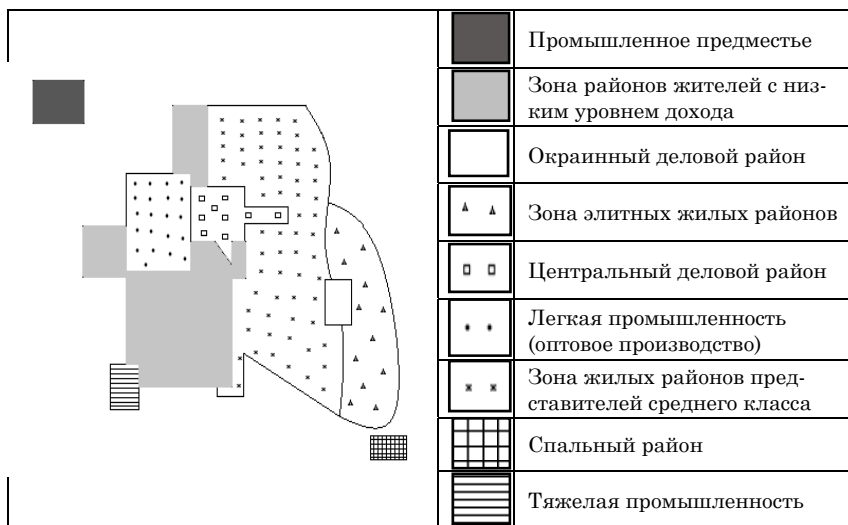 Промышленное предместье
Зона районов жителей с низ-
ким уровнем дохода
Окраинный деловой район
Зона элитных жилых районов
Центральный деловой район
Легкая промышленность
(оптовое производство)
Зона жилых районов пред-
ставителей среднего класса
Спальный район
Тяжелая промышленность